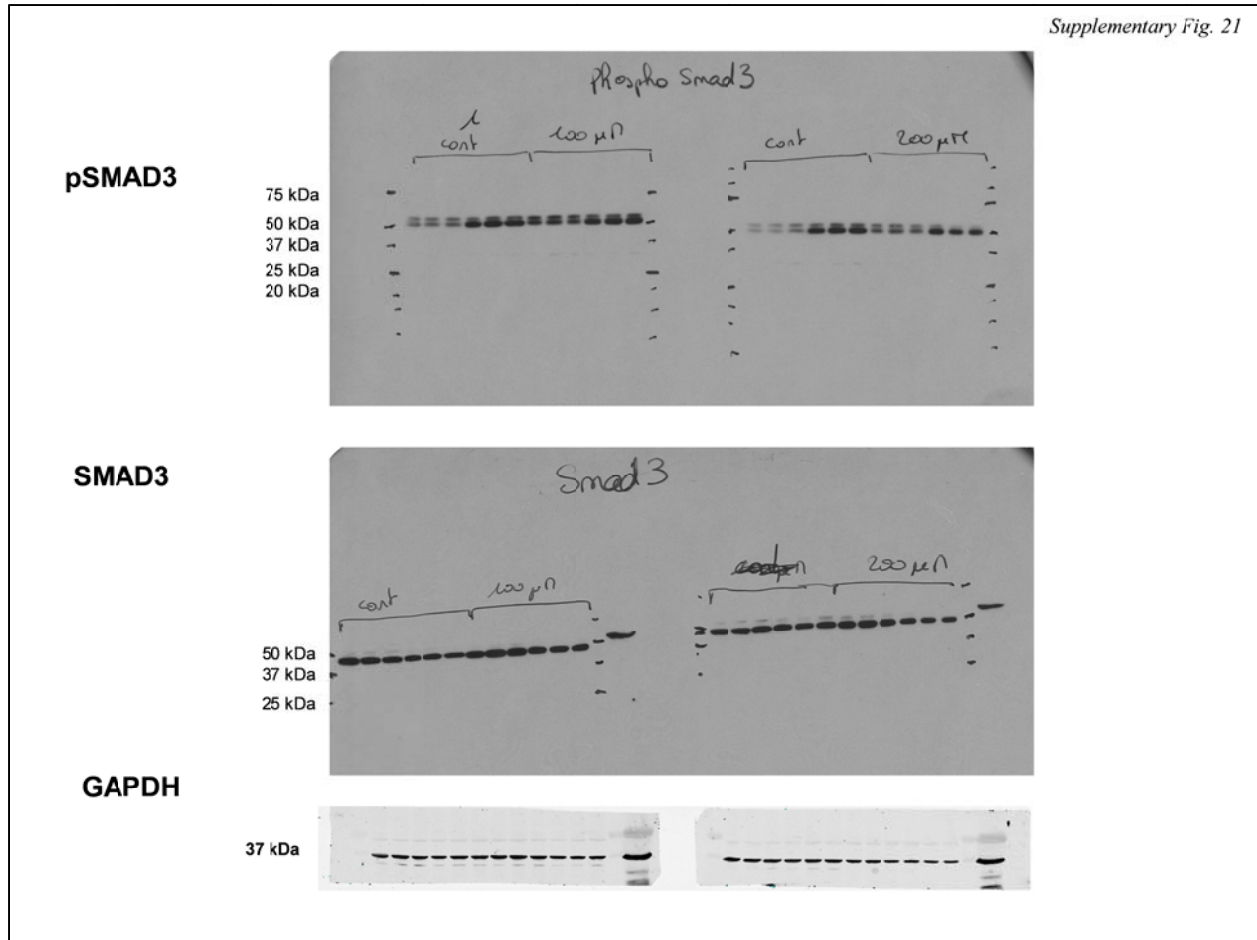 Supplementary Fig. 21
Phospho Smad3
1
cont 100 µM cont 200 µM
pSMAD3
75 kDa
50 kDa
37 kDa
25 kDa
20 kDa
SMAD3
Smad3
cont 100 µM 200 µM
50 kDa
37 kDa
25 kDa
GAPDH
37 kDa